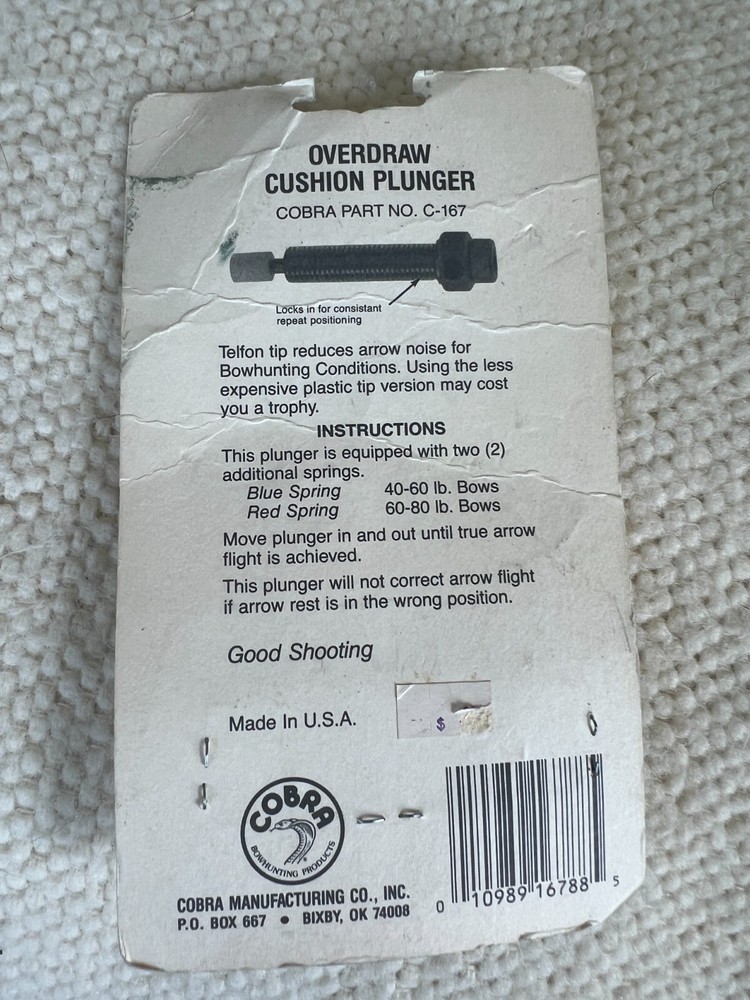 OVERDRAW
CUSHION PLUNGER
COBRA PART NO. C-167
Locks in for consistant
repeat positioning
Telfon tip reduces arrow noise for
Bowhunting Conditions. Using the less
expensive plastic tip version may cost
you a trophy.
INSTRUCTIONS
This plunger is equipped with two (2)
additional springs.
Blue Spring 40-60 lb. Bows
Red Spring 60-80 lb. Bows
Move plunger in and out until true arrow
flight is achieved.
This plunger will not correct arrow flight
if arrow rest is in the wrong position.
Good Shooting
Made In U.S.A.
$
COBRA
BOWHUNTING PRODUCTS
COBRA MANUFACTURING CO., INC.
P.O. BOX 667 • BIXBY, OK 74008
0 10989 16788 5